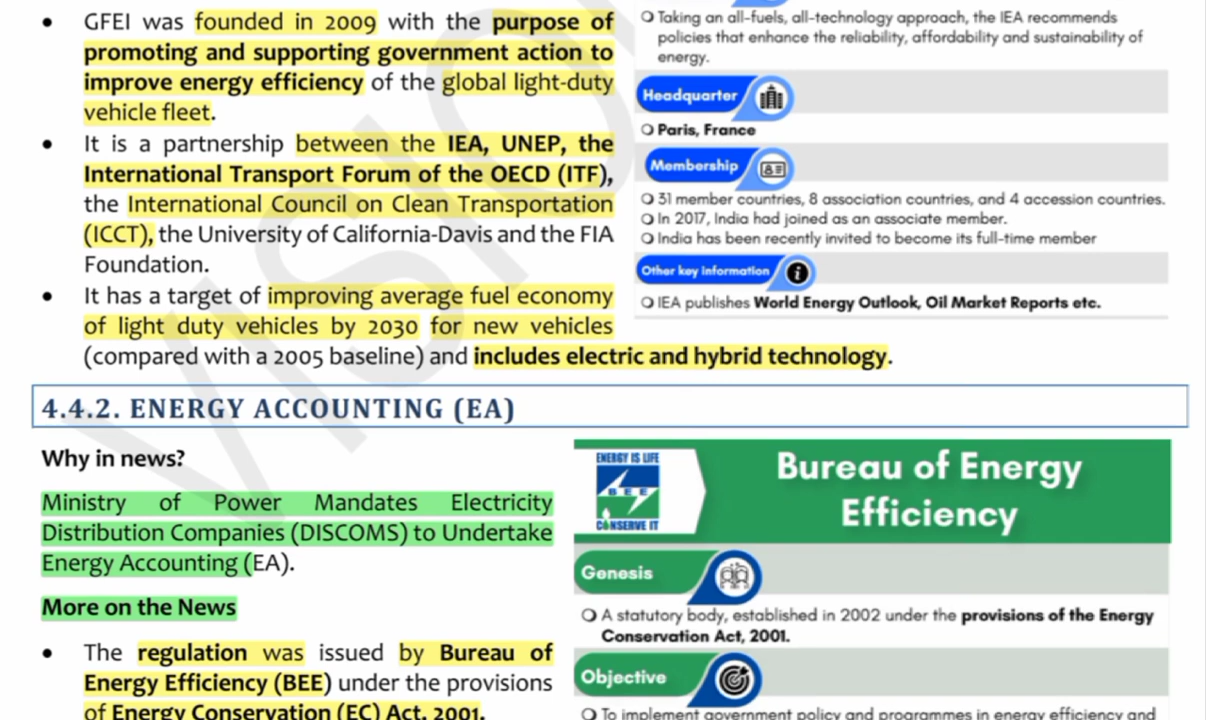 • GFEI was founded in 2009 with the purpose of
promoting and supporting government action to
improve energy efficiency of the global light-duty
vehicle fleet.
• It is a partnership between the IEA, UNEP, the
International Transport Forum of the OECD (ITF),
the International Council on Clean Transportation
(ICCT), the University of California-Davis and the FIA
Foundation.
• It has a target of improving average fuel economy
of light duty vehicles by 2030 for new vehicles
(compared with a 2005 baseline) and includes electric and hybrid technology.
Taking an all-fuels, all-technology approach, the IEA recommends
policies that enhance the reliability, affordability and sustainability of
energy.
Headquarter
Paris, France
Membership
31 member countries, 8 association countries, and 4 accession countries.
In 2017, India had joined as an associate member.
India has been recently invited to become its full-time member
Other key information
IEA publishes World Energy Outlook, Oil Market Reports etc.
4.4.2. ENERGY ACCOUNTING (EA)
Why in news?
Ministry of Power Mandates Electricity
Distribution Companies (DISCOMS) to Undertake
Energy Accounting (EA).
More on the News
• The regulation was issued by Bureau of
Energy Efficiency (BEE) under the provisions
of Energy Conservation (EC) Act, 2001.
ENERGY IS LIFE
BEE
CONSERVE IT
Bureau of Energy
Efficiency
Genesis
A statutory body, established in 2002 under the provisions of the Energy
Conservation Act, 2001.
Objective
To implement government policy and programmes in energy efficiency and
VISIO